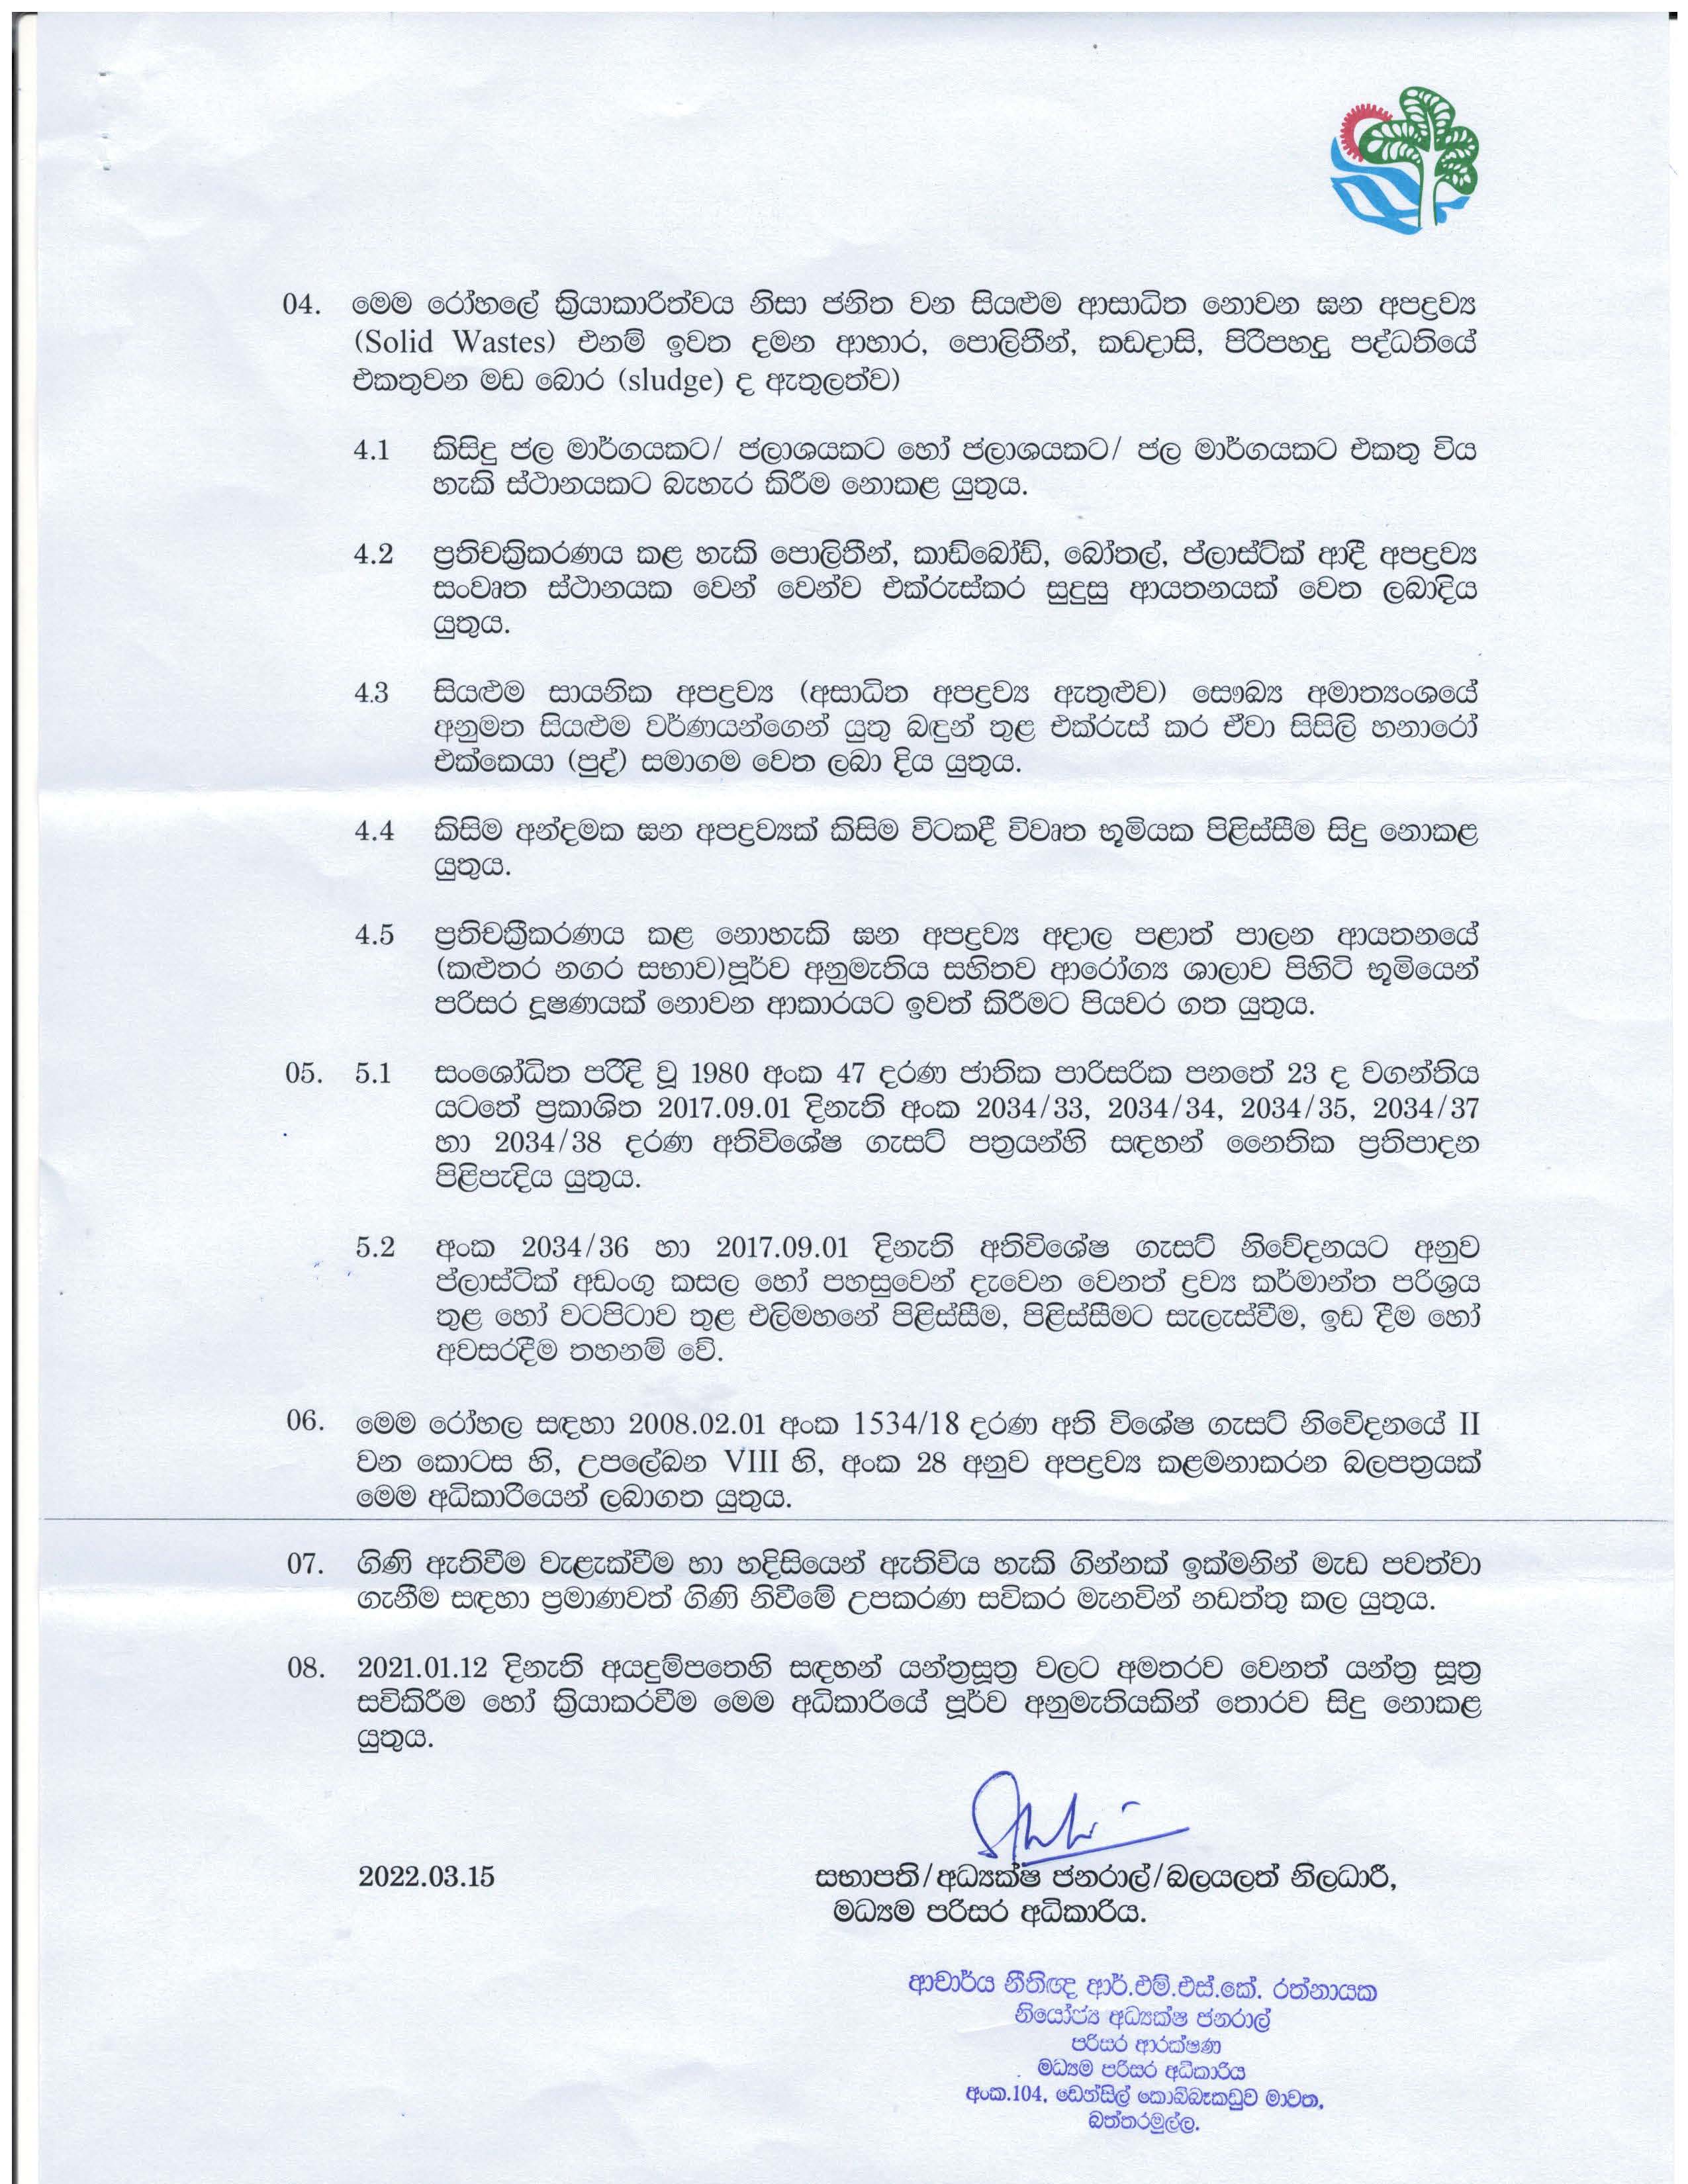 04. මෙම රෝහලේ ක්‍රියාකාරිත්වය නිසා ජනිත වන සියළුම ආසාධිත නොවන ඝන අපද්‍රව්‍ය
(Solid Wastes) එනම් ඉවත දමන ආහාර, පොලිතීන්, කඩදාසි, පිරිපහදු පද්ධතියේ
එකතුවන මඩ බොර (sludge) ද ඇතුලත්ව)
4.1 කිසිදු ජල මාර්ගයකට/ ජලාශයකට හෝ ජලාශයකට/ ජල මාර්ගයකට එකතු විය
හැකි ස්ථානයකට බැහැර කිරීම නොකළ යුතුය.
4.2 ප්‍රතිචක්‍රිකරණය කළ හැකි පොලිතීන්, කාඩ්බෝඩ්, බෝතල්, ප්ලාස්ටික් ආදී අපද්‍රව්‍ය
සංවෘත ස්ථානයක වෙන් වෙන්ව එක්රුස්කර සුදුසු ආයතනයක් වෙත ලබාදිය
යුතුය.
4.3 සියළුම සායනික අපද්‍රව්‍ය (අසාධිත අපද්‍රව්‍ය ඇතුළුව) සෞඛ්‍ය අමාත්‍යංශයේ
අනුමත සියළුම වර්ණයන්ගෙන් යුතු බඳුන් තුළ එක්රුස් කර ඒවා සිසිලි හනාරෝ
එක්කෙයා (පුද්) සමාගම වෙත ලබා දිය යුතුය.
4.4 කිසිම අන්දමක ඝන අපද්‍රව්‍යක් කිසිම විටකදී විවෘත භූමියක පිළිස්සීම සිදු නොකළ
යුතුය.
4.5 ප්‍රතිචක්‍රීකරණය කළ නොහැකි ඝන අපද්‍රව්‍ය අදාල පළාත් පාලන ආයතනයේ
(කළුතර නගර සභාව)පූර්ව අනුමැතිය සහිතව ආරෝග්‍ය ශාලාව පිහිටි භූමියෙන්
පරිසර දූෂණයක් නොවන ආකාරයට ඉවත් කිරීමට පියවර ගත යුතුය.
05. 5.1 සංශෝධිත පරිදි වූ 1980 අංක 47 දරණ ජාතික පාරිසරික පනතේ 23 ද වගන්තිය
යටතේ ප්‍රකාශිත 2017.09.01 දිනැති අංක 2034/33, 2034/34, 2034/35, 2034/37
හා 2034/38 දරණ අතිවිශේෂ ගැසට් පත්‍රයන්හි සඳහන් නෛතික ප්‍රතිපාදන
පිළිපැදිය යුතුය.
5.2 අංක 2034/36 හා 2017.09.01 දිනැති අතිවිශේෂ ගැසට් නිවේදනයට අනුව
ප්ලාස්ටික් අඩංගු කසල හෝ පහසුවෙන් දැවෙන වෙනත් ද්‍රව්‍ය කර්මාන්ත පරිශ්‍රය
තුළ හෝ වටපිටාව තුළ එලිමහනේ පිළිස්සීම, පිළිස්සීමට සැලැස්වීම, ඉඩ දීම හෝ
අවසරදීම තහනම් වේ.
06. මෙම රෝහල සඳහා 2008.02.01 අංක 1534/18 දරණ අති විශේෂ ගැසට් නිවේදනයේ II
වන කොටස හි, උපලේඛන VIII හි, අංක 28 අනුව අපද්‍රව්‍ය කළමනාකරන බලපත්‍රයක්
මෙම අධිකාරියෙන් ලබාගත යුතුය.
07. ගිණි ඇතිවීම වැළැක්වීම හා හදිසියෙන් ඇතිවිය හැකි ගින්නක් ඉක්මනින් මැඩ පවත්වා
ගැනීම සඳහා ප්‍රමාණවත් ගිණි නිවීමේ උපකරණ සවිකර මැනවින් නඩත්තු කල යුතුය.
08. 2021.01.12 දිනැති අයදුම්පතෙහි සඳහන් යන්ත්‍රසූත්‍ර වලට අමතරව වෙනත් යන්ත්‍ර සූත්‍ර
සවිකිරීම හෝ ක්‍රියාකරවීම මෙම අධිකාරියේ පූර්ව අනුමැතියකින් තොරව සිදු නොකළ
යුතුය.
2022.03.15 සභාපති/අධ්‍යක්ෂ ජනරාල්/බලයලත් නිලධාරී,
මධ්‍යම පරිසර අධිකාරිය.
ආචාර්ය නීතිඥ ආර්.එම්.එස්.කේ. රත්නායක
නියෝජ්‍ය අධ්‍යක්ෂ ජනරාල්
පරිසර ආරක්ෂණ
මධ්‍යම පරිසර අධිකාරිය
අංක.104, ඩෙන්සිල් කොබ්බෑකඩුව මාවත,
බත්තරමුල්ල.